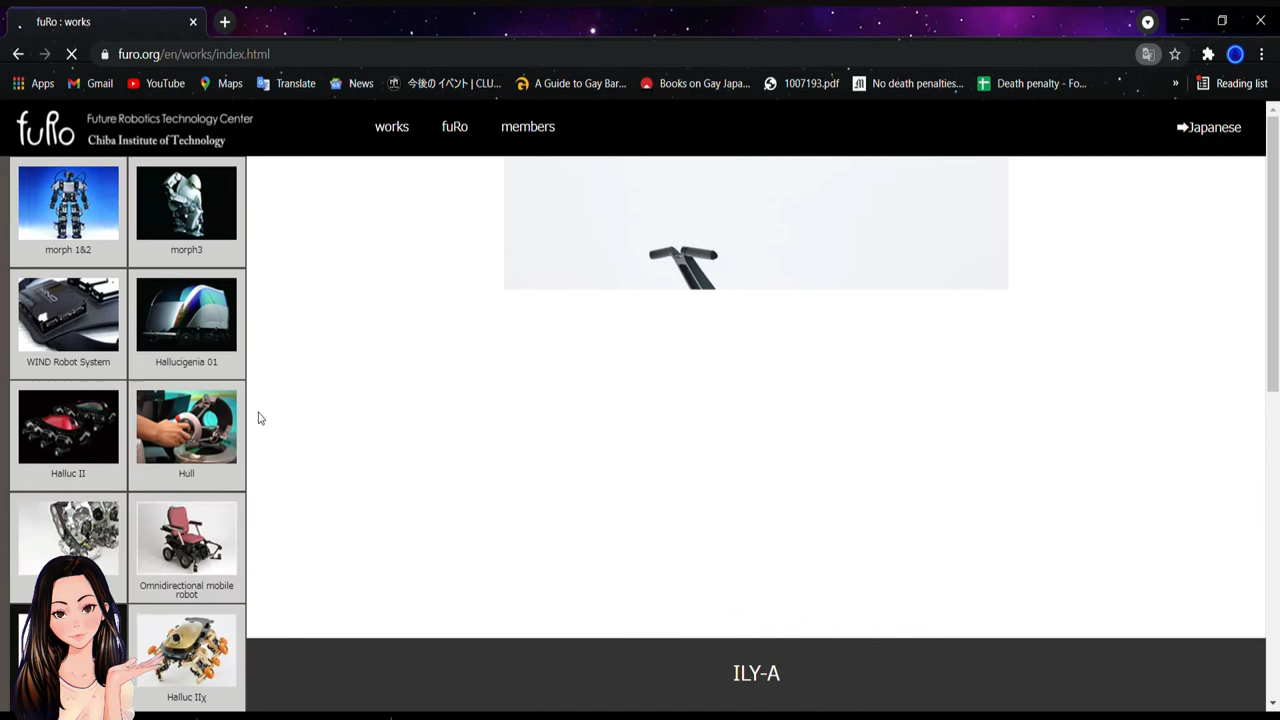 fuRo : works
furo.org/en/works/index.html
Apps
Gmail
YouTube
Maps
Translate
News
今後のイベント | CLU...
A Guide to Gay Bar...
Books on Gay Japa...
1007193.pdf
No death penalties...
Death penalty - Fo...
»
Reading list
fuRo
Future Robotics Technology Center
Chiba Institute of Technology
works
fuRo
members
➡Japanese
morph 1&2
morph3
WIND Robot System
Hallucigenia 01
Halluc II
Hull
Omnidirectional mobile
robot
Halluc IIχ
ILY-A